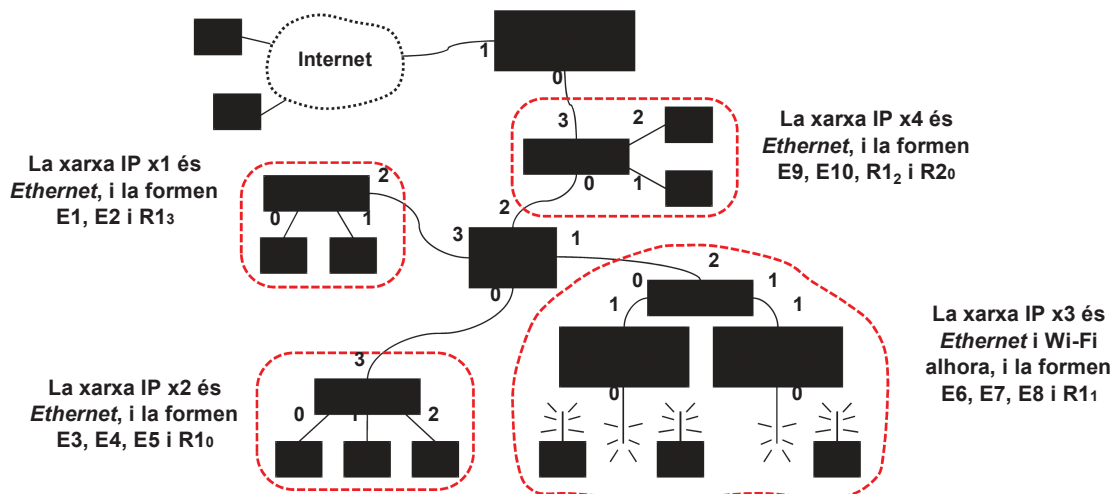 Internet
1
0
La xarxa IP x4 és
Ethernet, i la formen
E9, E10, R1₂ i R2₀
3
2
0
1
La xarxa IP x1 és
Ethernet, i la formen
E1, E2 i R1₃
2
0
1
2
3
1
0
La xarxa IP x3 és
Ethernet i Wi-Fi
alhora, i la formen
E6, E7, E8 i R1₁
2
0
1
1
1
0
0
La xarxa IP x2 és
Ethernet, i la formen
E3, E4, E5 i R1₀
3
0
1
2